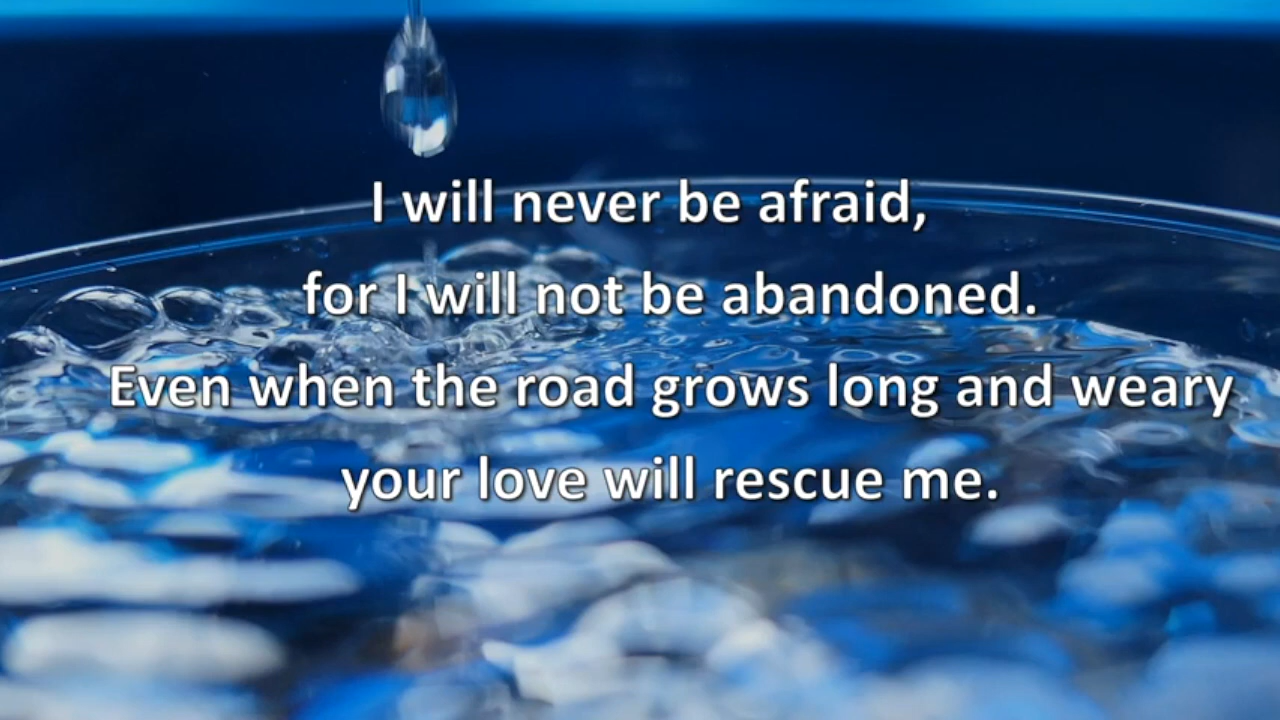 I will never be afraid,
for I will not be abandoned.
Even when the road grows long and weary
your love will rescue me.